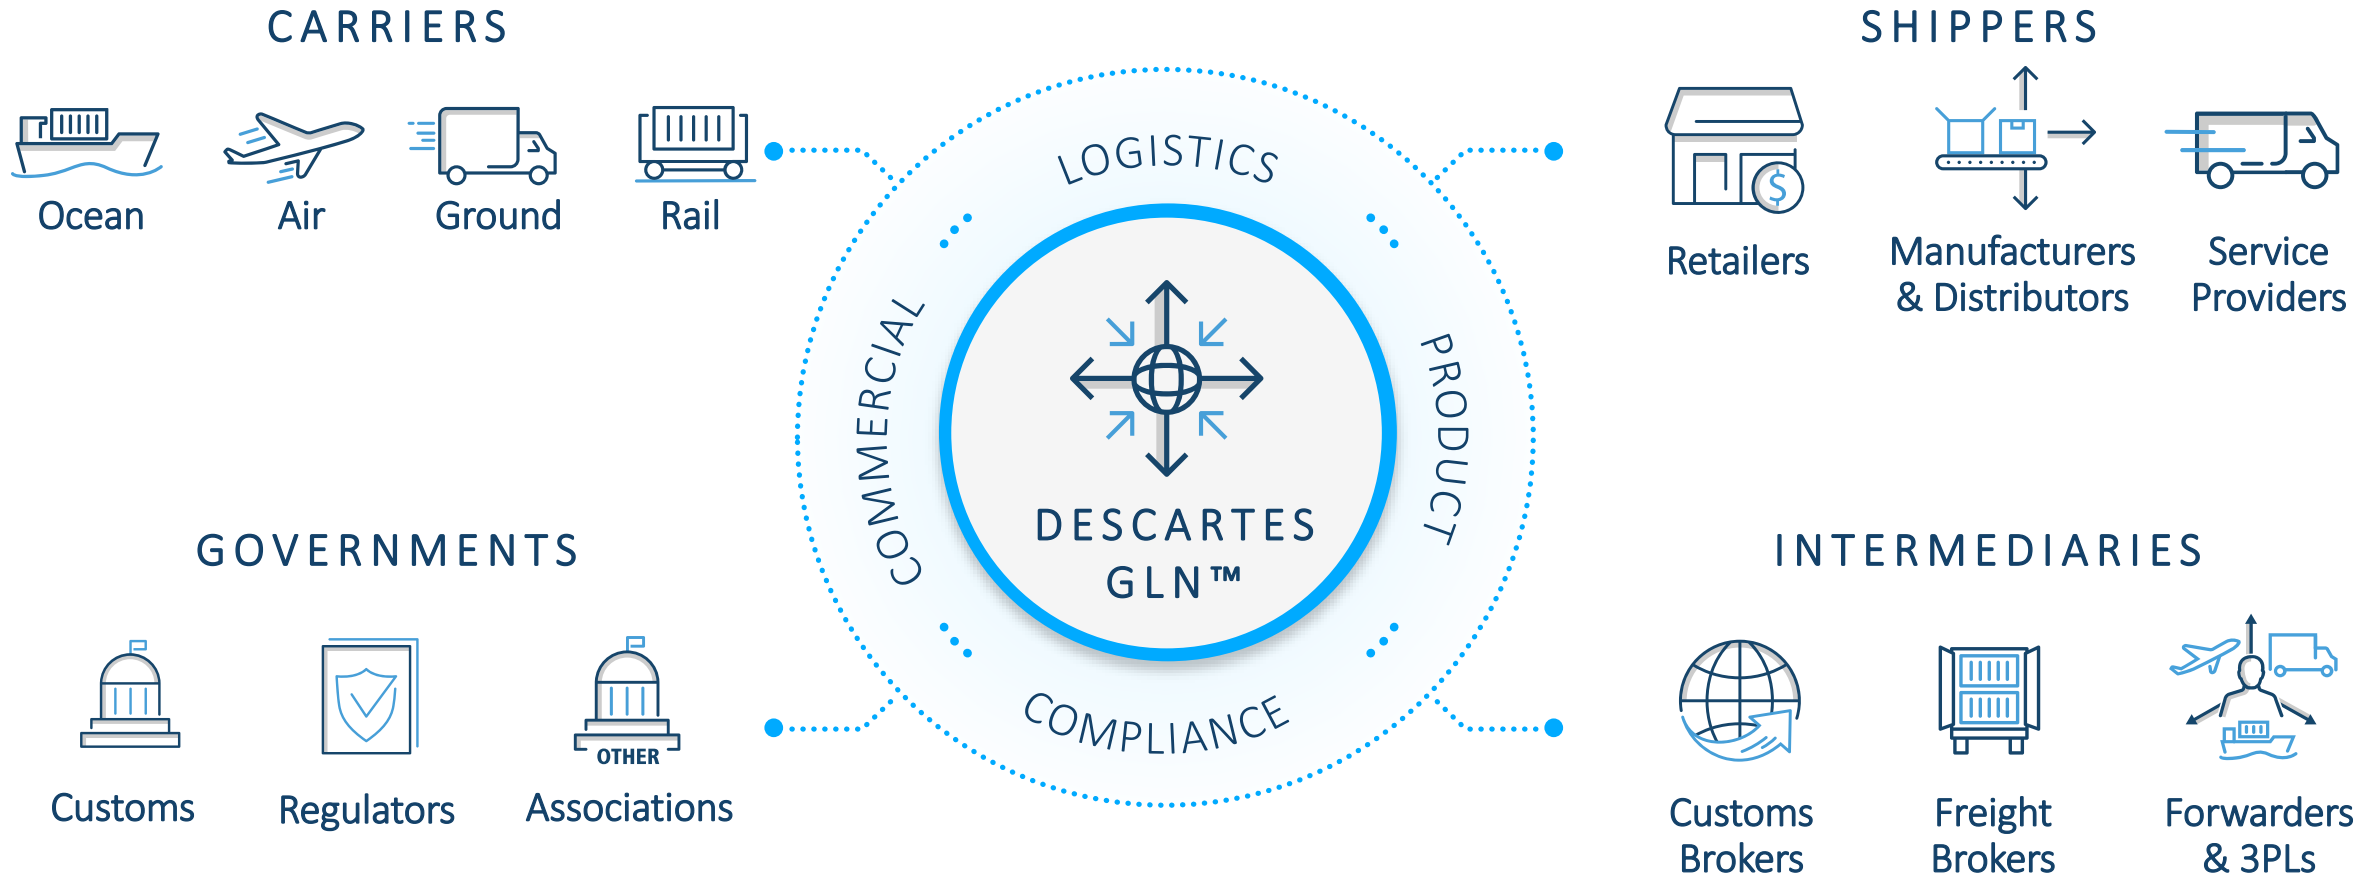 CARRIERS
Ocean
Air
Ground
Rail
SHIPPERS
$
Retailers
Manufacturers
& Distributors
Service
Providers
LOGISTICS
PRODUCT
COMMERCIAL
COMPLIANCE
DESCARTES
GLN™
GOVERNMENTS
Customs
Regulators
OTHER
Associations
INTERMEDIARIES
Customs
Brokers
Freight
Brokers
Forwarders
& 3PLs